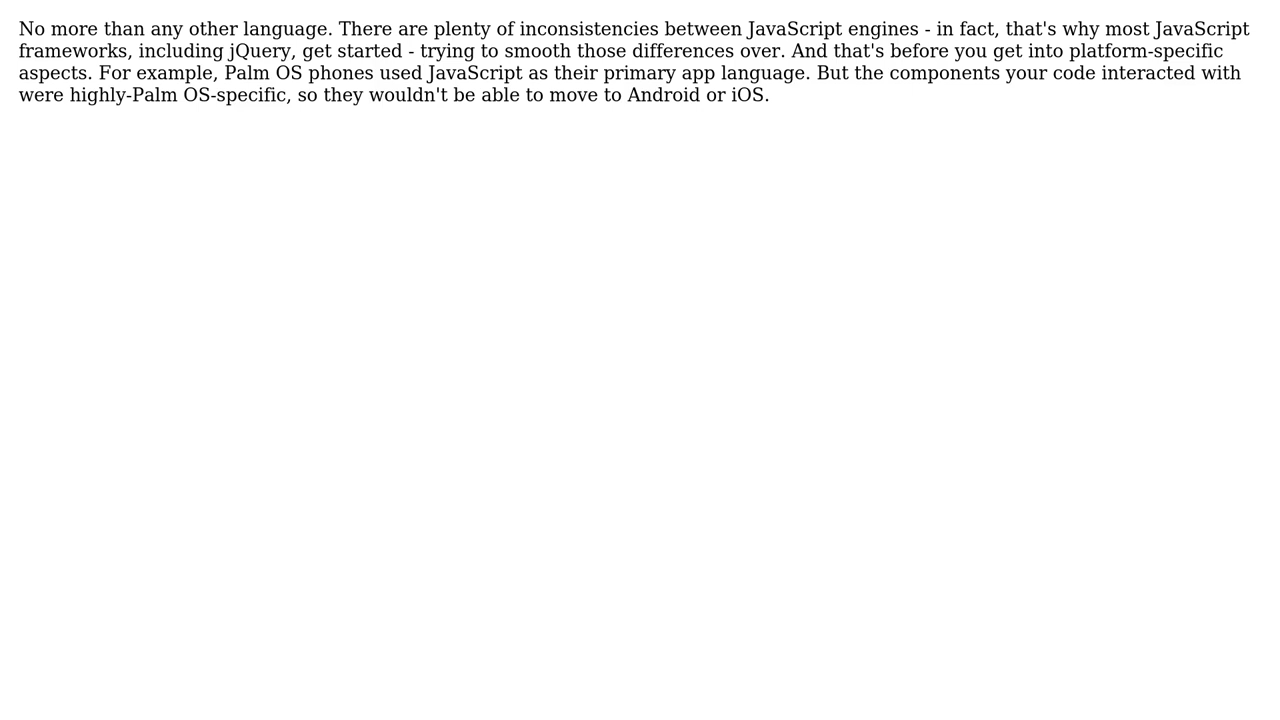 No more than any other language. There are plenty of inconsistencies between JavaScript engines - in fact, that's why most JavaScript
frameworks, including jQuery, get started - trying to smooth those differences over. And that's before you get into platform-specific
aspects. For example, Palm OS phones used JavaScript as their primary app language. But the components your code interacted with
were highly-Palm OS-specific, so they wouldn't be able to move to Android or iOS.